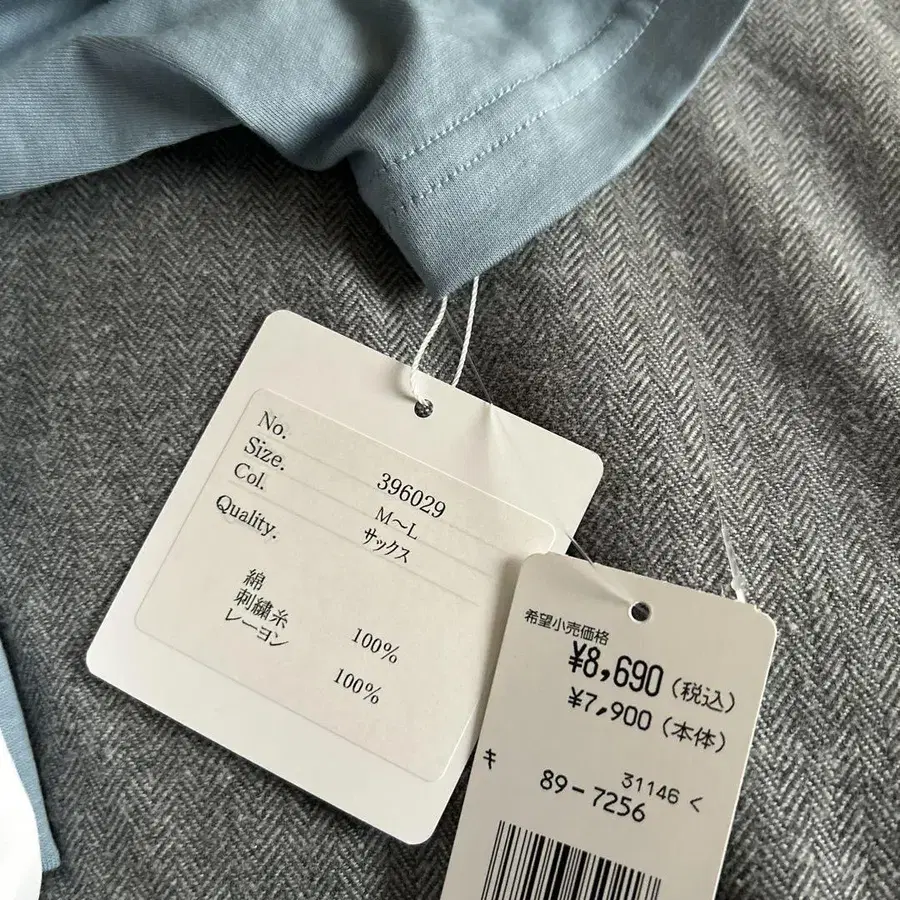 No. 396029
Size. M～L
Col. サックス
Quality.
綿 100%
刺繍糸
レーヨン 100%
希望小売価格
¥8,690(税込)
¥7,900(本体)
31146 <
キ 89-7256